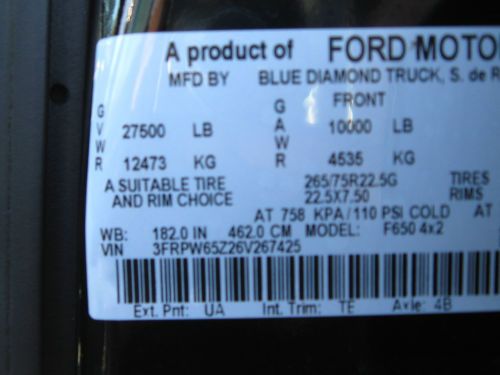 A product of FORD MOTO
MFD BY BLUE DIAMOND TRUCK, S. de R
GVWR 27500 LB GAWR FRONT 10000 LB
12473 KG 4535 KG
A SUITABLE TIRE 265/75R22.5G TIRES
AND RIM CHOICE 22.5X7.50 RIMS
AT 758 KPA/110 PSI COLD AT
WB: 182.0 IN 462.0 CM MODEL: F650 4x2
VIN 3FRPW65Z26V267425
Ext. Pnt: UA Int. Trim: TE Axle: 4B